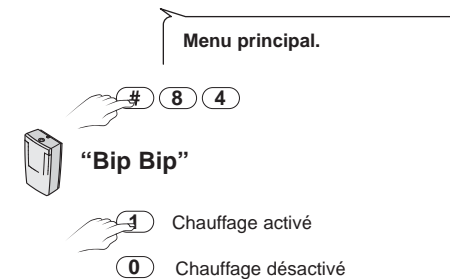 Menu principal.
# 8 4
“Bip Bip”
1 Chauffage activé
0 Chauffage désactivé